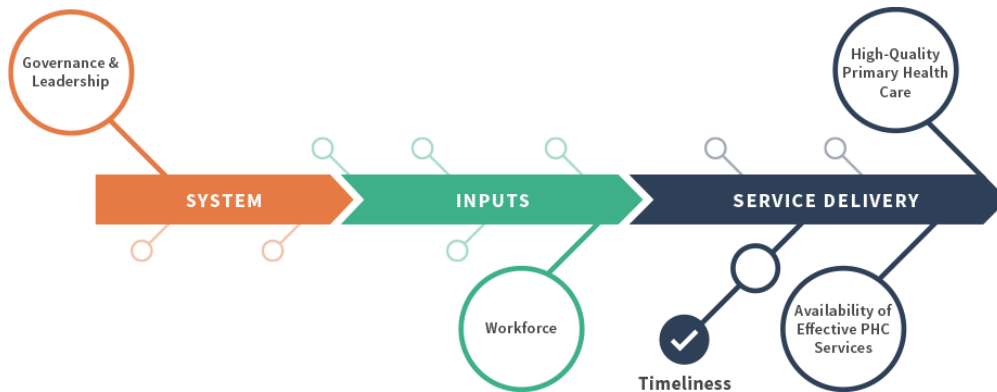 Governance &
Leadership
High-Quality
Primary Health
Care
SYSTEM
INPUTS
SERVICE DELIVERY
Workforce
Availability of
Effective PHC
Services
Timeliness